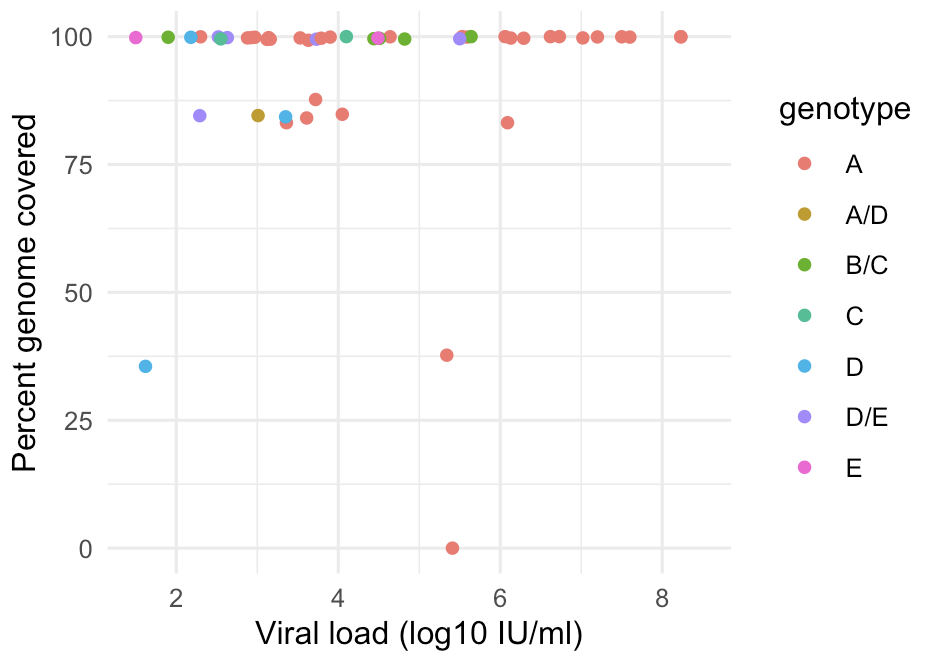 Percent genome covered
100
75
50
25
0
2 4 6 8
Viral load (log10 IU/ml)
genotype
A
A/D
B/C
C
D
D/E
E